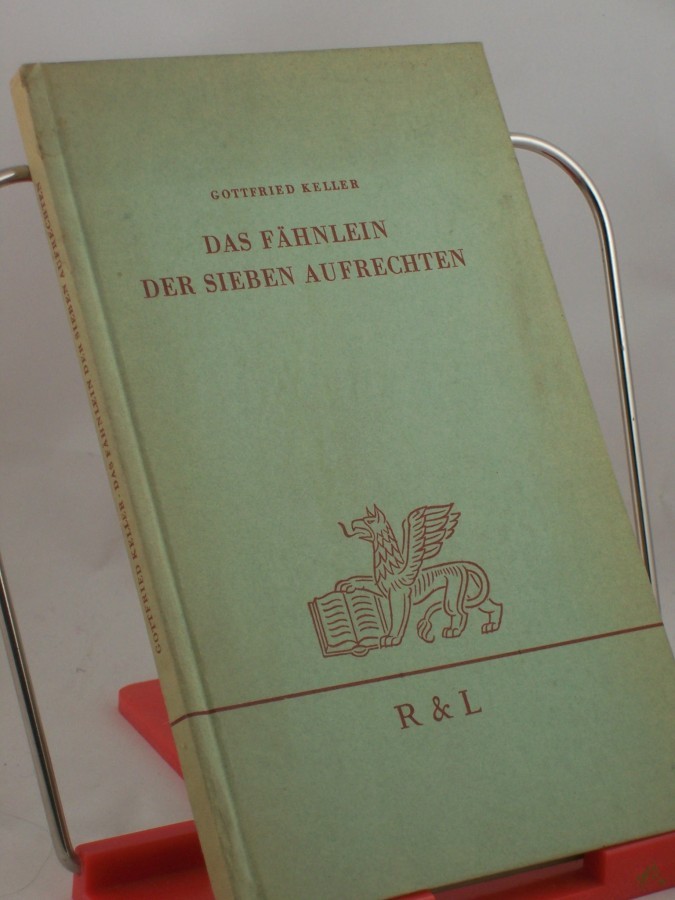 GOTTFRIED KELLER
DAS FÄHNLEIN
DER SIEBEN AUFRECHTEN
R & L
GOTTFRIED KELLER · DAS FÄHNLEIN DER SIEBEN AUFRECHTEN